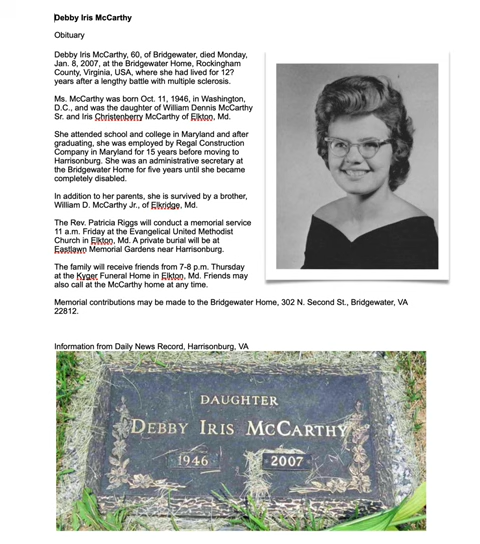 Debby Iris McCarthy
Obituary
Debby Iris McCarthy, 60, of Bridgewater, died Monday,
Jan. 8, 2007, at the Bridgewater Home, Rockingham
County, Virginia, USA, where she had lived for 12?
years after a lengthy battle with multiple sclerosis.
Ms. McCarthy was born Oct. 11, 1946, in Washington,
D.C., and was the daughter of William Dennis McCarthy
Sr. and Iris Christenberry McCarthy of Elkton, Md.
She attended school and college in Maryland and after
graduating, she was employed by Regal Construction
Company in Maryland for 15 years before moving to
Harrisonburg. She was an administrative secretary at
the Bridgewater Home for five years until she became
completely disabled.
In addition to her parents, she is survived by a brother,
William D. McCarthy Jr., of Elkridge, Md.
The Rev. Patricia Riggs will conduct a memorial service
11 a.m. Friday at the Evangelical United Methodist
Church in Elkton, Md. A private burial will be at
Eastlawn Memorial Gardens near Harrisonburg.
The family will receive friends from 7-8 p.m. Thursday
at the Kyger Funeral Home in Elkton, Md. Friends may
also call at the McCarthy home at any time.
Memorial contributions may be made to the Bridgewater Home, 302 N. Second St., Bridgewater, VA
22812.
Information from Daily News Record, Harrisonburg, VA
DAUGHTER
DEBBY IRIS MCCARTHY
1946 2007